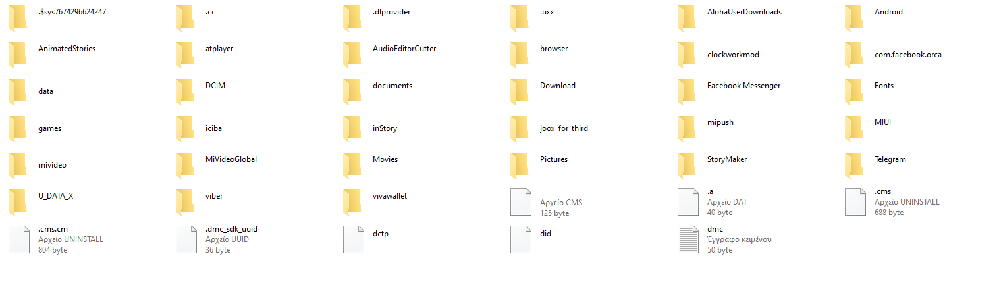 .$sys7674296624247
.cc
.dlprovider
.uxx
AlohaUserDownloads
Android
AnimatedStories
atplayer
AudioEditorCutter
browser
clockworkmod
com.facebook.orca
data
DCIM
documents
Download
Facebook Messenger
Fonts
games
iciba
inStory
joox_for_third
mipush
MIUI
mivideo
MiVideoGlobal
Movies
Pictures
StoryMaker
Telegram
U_DATA_X
viber
vivawallet
Αρχείο CMS
125 byte
.a
Αρχείο DAT
40 byte
.cms
Αρχείο UNINSTALL
688 byte
.cms.cm
Αρχείο UNINSTALL
804 byte
.dmc_sdk_uuid
Αρχείο UUID
36 byte
dctp
did
dmc
Έγγραφο κειμένου
50 byte